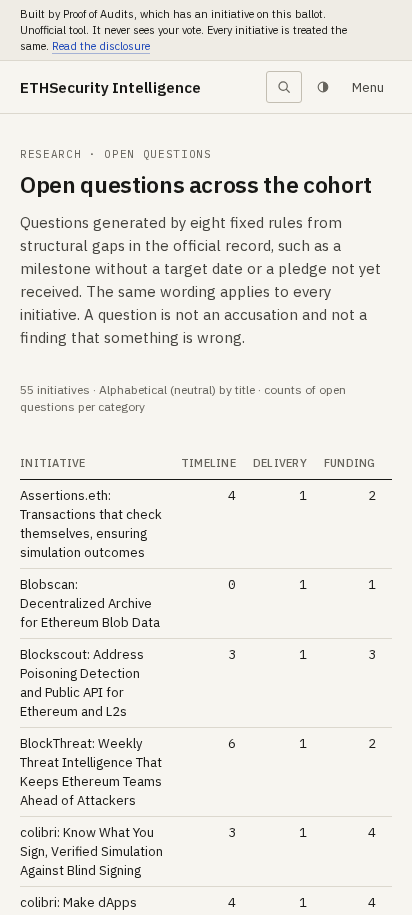 Built by Proof of Audits, which has an initiative on this ballot.
Unofficial tool. It never sees your vote. Every initiative is treated the
same. Read the disclosure
ETHSecurity Intelligence
Menu
RESEARCH · OPEN QUESTIONS
Open questions across the cohort
Questions generated by eight fixed rules from
structural gaps in the official record, such as a
milestone without a target date or a pledge not yet
received. The same wording applies to every
initiative. A question is not an accusation and not a
finding that something is wrong.
55 initiatives · Alphabetical (neutral) by title · counts of open
questions per category
INITIATIVE TIMELINE DELIVERY FUNDING
Assertions.eth: 4 1 2
Transactions that check
themselves, ensuring
simulation outcomes
Blobscan: 0 1 1
Decentralized Archive
for Ethereum Blob Data
Blockscout: Address 3 1 3
Poisoning Detection
and Public API for
Ethereum and L2s
BlockThreat: Weekly 6 1 2
Threat Intelligence That
Keeps Ethereum Teams
Ahead of Attackers
colibri: Know What You 3 1 4
Sign, Verified Simulation
Against Blind Signing
colibri: Make dApps 4 1 4